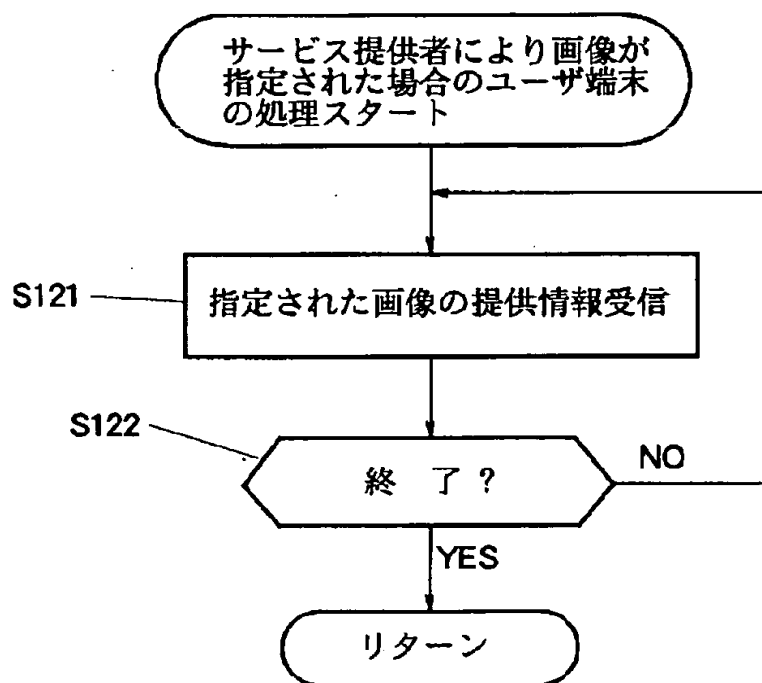 サービス提供者により画像が
指定された場合のユーザ端末
の処理スタート
S121
指定された画像の提供情報受信
S122
終 了?
NO
YES
リターン